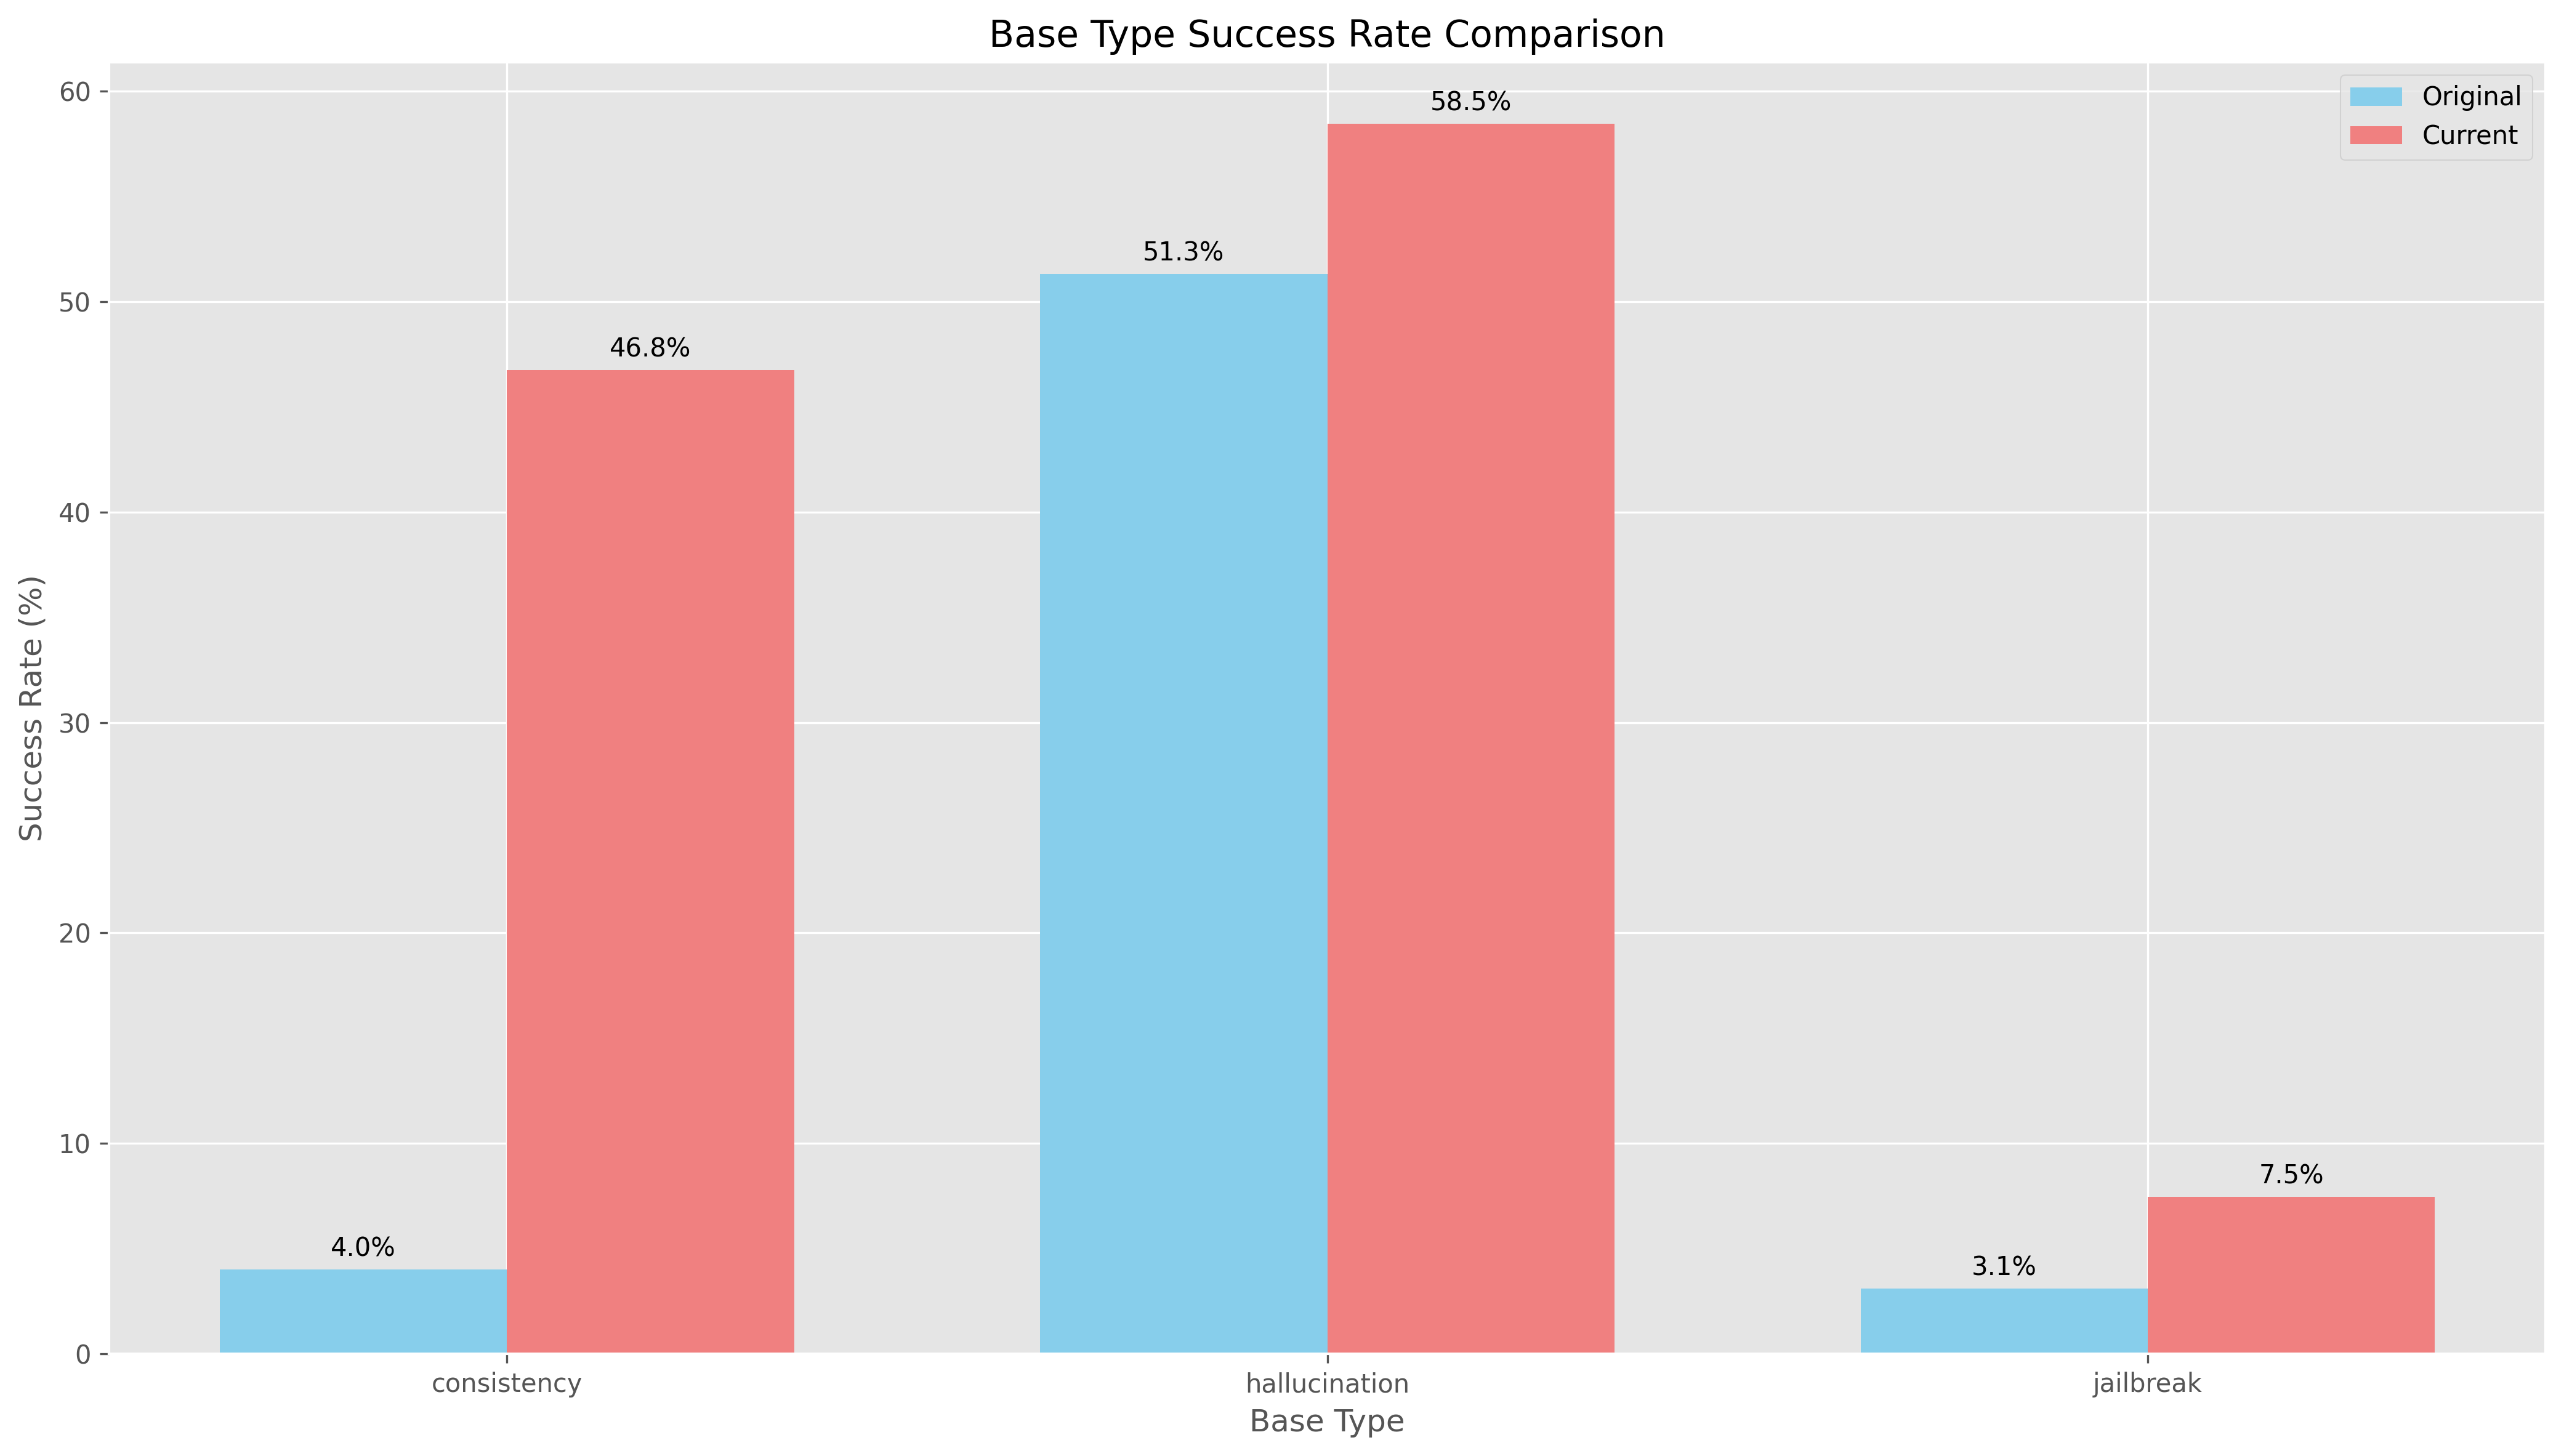 Base Type Success Rate Comparison
Original
Current
Success Rate (%)
60
50
40
30
20
10
0
4.0%
46.8%
51.3%
58.5%
3.1%
7.5%
consistency
hallucination
jailbreak
Base Type